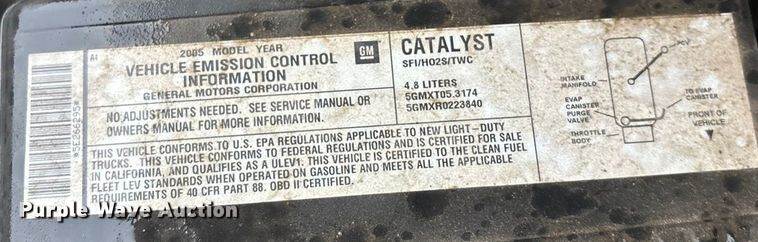 A1
2005 MODEL YEAR
VEHICLE EMISSION CONTROL
INFORMATION
GENERAL MOTORS CORPORATION
GM
CATALYST
SFI/HO2S/TWC
4.8 LITERS
5GMXT05.3174
5GMXR0223840
NO ADJUSTMENTS NEEDED. SEE SERVICE MANUAL OR
OWNERS MANUAL FOR MORE INFORMATION.
THIS VEHICLE CONFORMS TO U.S. EPA REGULATIONS APPLICABLE TO NEW LIGHT-DUTY
TRUCKS. THIS VEHICLE CONFORMS TO FEDERAL REGULATIONS AND IS CERTIFIED FOR SALE
IN CALIFORNIA, AND QUALIFIES AS A ULEV1. THIS VEHICLE IS CERTIFIED TO THE CLEAN FUEL
FLEET LEV STANDARDS WHEN OPERATED ON GASOLINE AND MEETS ALL THE APPLICABLE
REQUIREMENTS OF 40 CFR PART 88. OBD II CERTIFIED.
PCV
INTAKE
MANIFOLD
EVAP
CANISTER
PURGE
VALVE
THROTTLE
BODY
TO EVAP
CANISTER
FRONT OF
VEHICLE
Purple Wave Auction